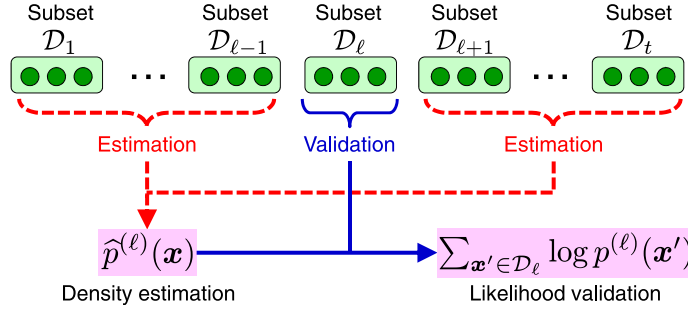 Subset Subset Subset Subset Subset
𝒟₁ 𝒟ℓ₋₁ 𝒟ℓ 𝒟ℓ₊₁ 𝒟ₜ
... ...
Estimation Validation Estimation
p̂⁽ℓ⁾(𝒙) ∑𝒙′∈𝒟ℓ log p⁽ℓ⁾(𝒙′)
Density estimation Likelihood validation